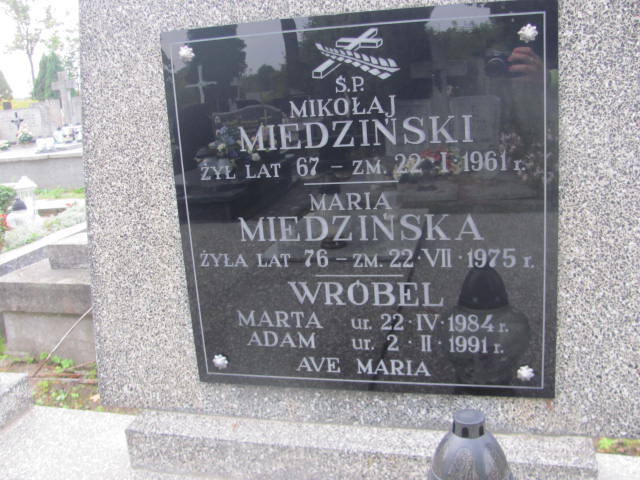 Ś.P.
MIKOŁAJ
MIEDZIŃSKI
ŻYŁ LAT 67 – ZM. 22·I·1961 r.
MARIA
MIEDZIŃSKA
ŻYŁA LAT 76 – ZM. 22·VII·1975 r.
WRÓBEL
MARTA ur. 22·IV·1984 r.
ADAM ur. 2·II·1991 r.
AVE MARIA